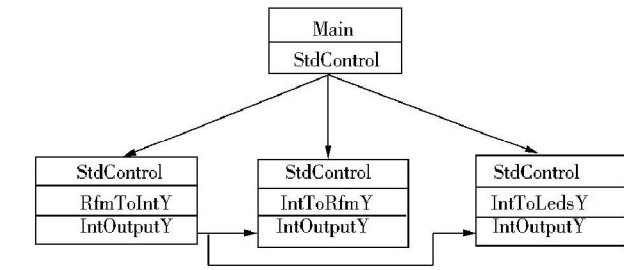 Main
StdControl
StdControl
RfmToIntY
IntOutputY
StdControl
IntToRfmY
IntOutputY
StdControl
IntToLedsY
IntOutputY